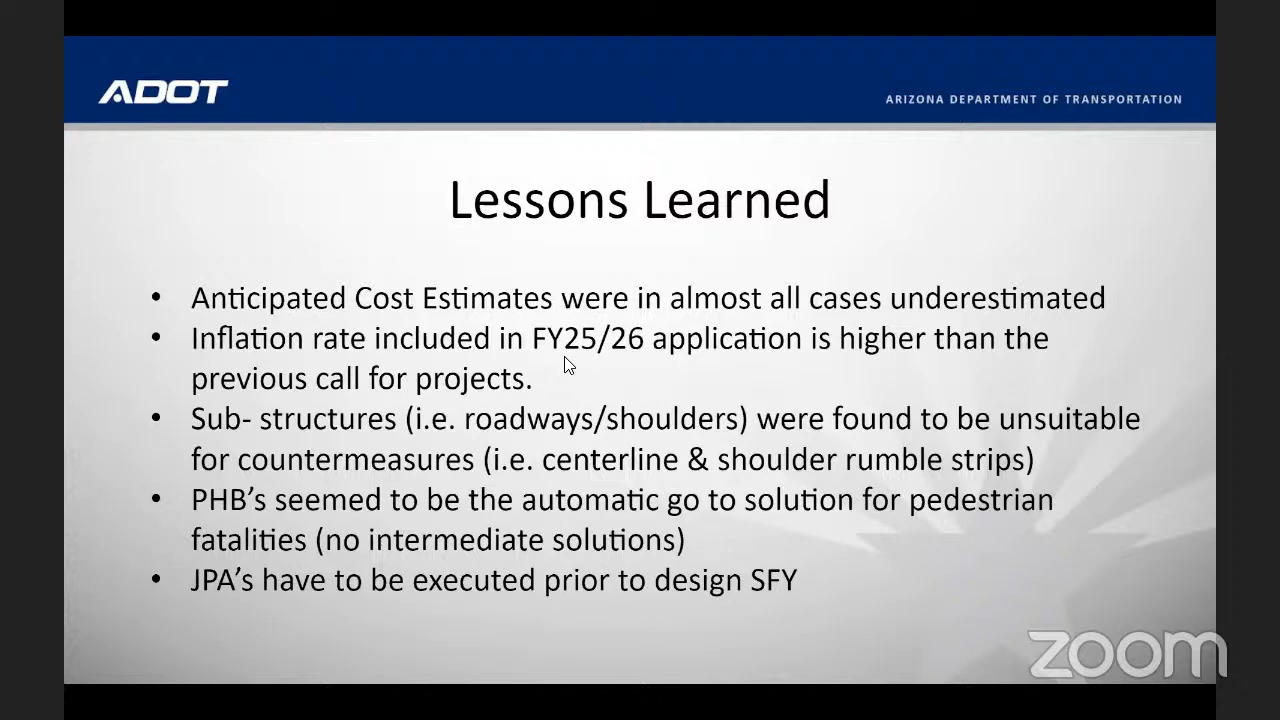 ADOT
ARIZONA DEPARTMENT OF TRANSPORTATION
Lessons Learned
• Anticipated Cost Estimates were in almost all cases underestimated
• Inflation rate included in FY25/26 application is higher than the
previous call for projects.
• Sub- structures (i.e. roadways/shoulders) were found to be unsuitable
for countermeasures (i.e. centerline & shoulder rumble strips)
• PHB’s seemed to be the automatic go to solution for pedestrian
fatalities (no intermediate solutions)
• JPA’s have to be executed prior to design SFY
zoom